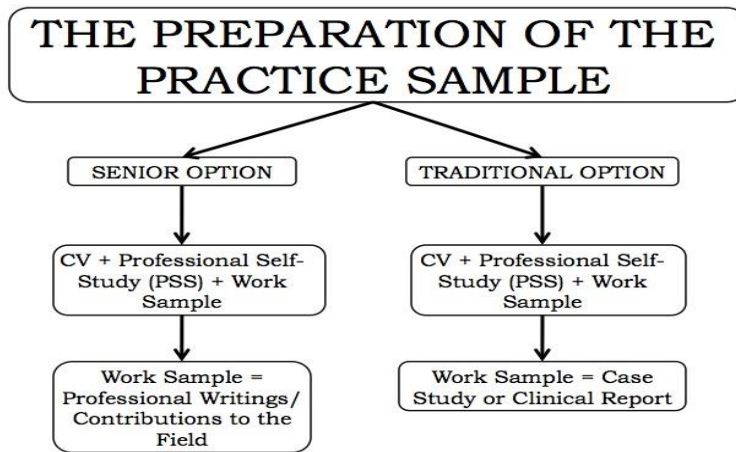 THE PREPARATION OF THE
PRACTICE SAMPLE
SENIOR OPTION
TRADITIONAL OPTION
CV + Professional Self-
Study (PSS) + Work
Sample
CV + Professional Self-
Study (PSS) + Work
Sample
Work Sample =
Professional Writings/
Contributions to the
Field
Work Sample = Case
Study or Clinical Report